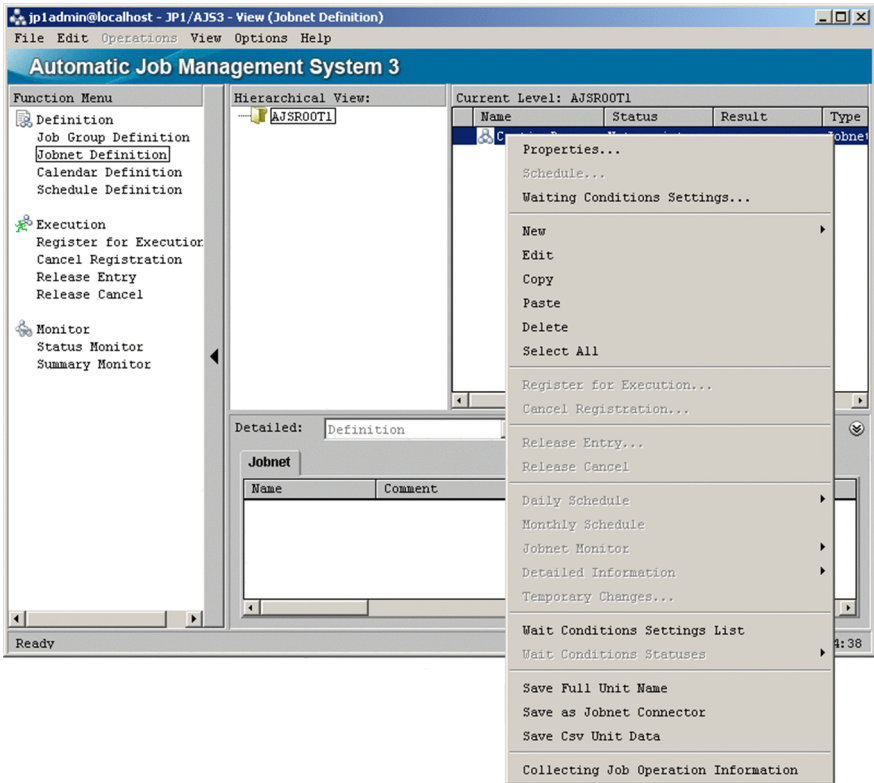 jp1admin@localhost - JP1/AJS3 - View (Jobnet Definition)
File Edit Operations View Options Help
Automatic Job Management System 3
Function Menu
Definition
Job Group Definition
Jobnet Definition
Calendar Definition
Schedule Definition
Execution
Register for Execution
Cancel Registration
Release Entry
Release Cancel
Monitor
Status Monitor
Summary Monitor
Hierarchical View:
AJSROOT1
Current Level: AJSROOT1
Name Status Result Type
Jobnet
Detailed: Definition
Jobnet
Name Comment
Properties...
Schedule...
Waiting Conditions Settings...
New
Edit
Copy
Paste
Delete
Select All
Register for Execution...
Cancel Registration...
Release Entry...
Release Cancel
Daily Schedule
Monthly Schedule
Jobnet Monitor
Detailed Information
Temporary Changes...
Wait Conditions Settings List
Wait Conditions Statuses
Save Full Unit Name
Save as Jobnet Connector
Save Csv Unit Data
Collecting Job Operation Information
Ready
4:38